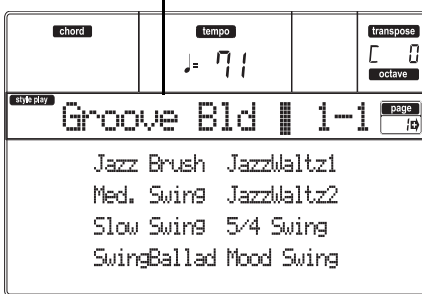 chord tempo transpose
♩= 71 C 0
octave
style play Groove Bld 1-1 page 1
Jazz Brush JazzWaltz1
Med. Swing JazzWaltz2
Slow Swing 5/4 Swing
SwingBallad Mood Swing